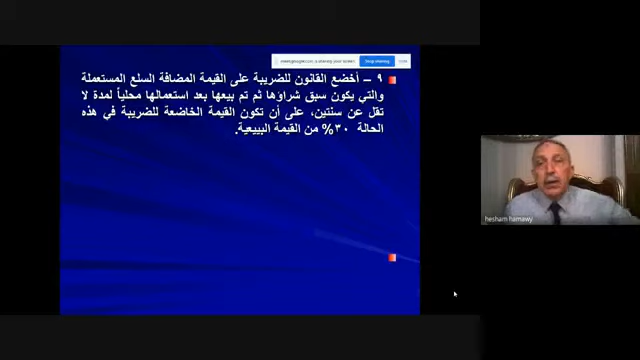 ٩ – أخضع القانون للضريبة على القيمة المضافة السلع المستعملة
والتي يكون سبق شراؤها ثم تم بيعها بعد استعمالها محلياً لمدة لا
تقل عن سنتين، على أن تكون القيمة الخاضعة للضريبة في هذه
الحالة ٣٠% من القيمة البيعية.
hesham hamawy